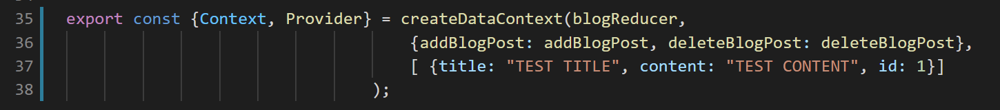 35 export const {Context, Provider} = createDataContext(blogReducer,
36 {addBlogPost: addBlogPost, deleteBlogPost: deleteBlogPost},
37 [ {title: "TEST TITLE", content: "TEST CONTENT", id: 1}]
38 );